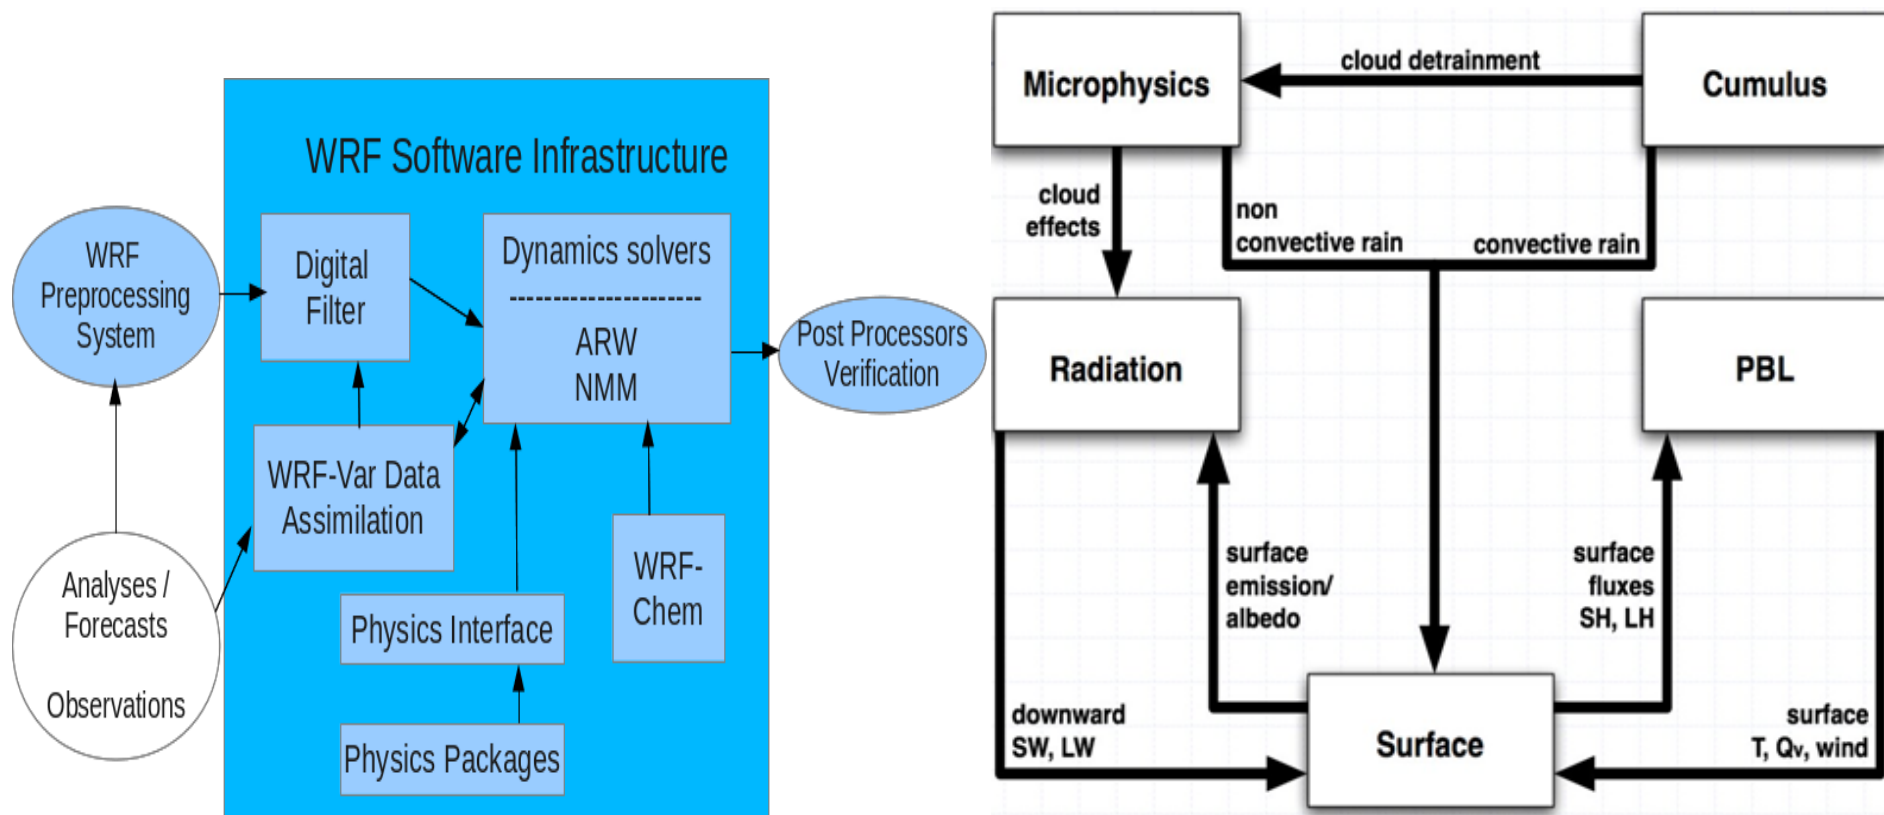 WRF Software Infrastructure
WRF
Preprocessing
System
Digital
Filter
Dynamics solvers
----------------------
ARW
NMM
Post Processors
Verification
WRF-Var Data
Assimilation
Analyses /
Forecasts
Observations
WRF-
Chem
Physics Interface
Physics Packages
Microphysics
cloud detrainment
Cumulus
cloud
effects
non
convective rain
convective rain
Radiation
PBL
surface
emission/
albedo
surface
fluxes
SH, LH
downward
SW, LW
Surface
surface
T, Qv, wind